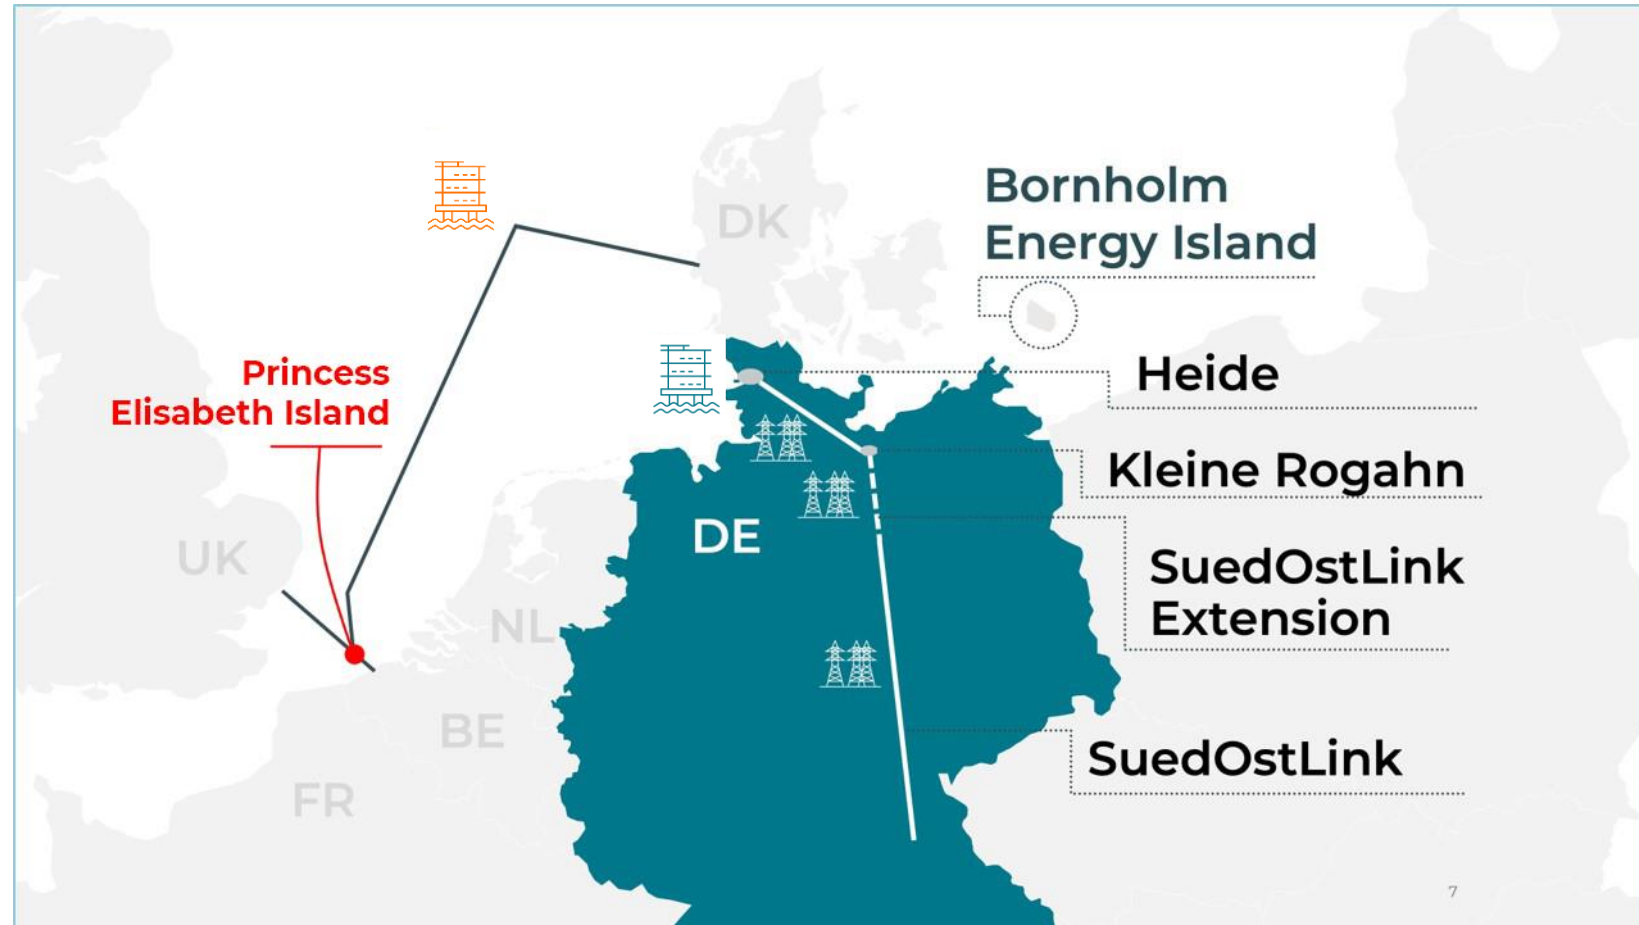 Bornholm
Energy Island
DK
Princess
Elisabeth Island
Heide
Kleine Rogahn
DE
UK
SuedOstLink
Extension
NL
BE
SuedOstLink
FR
7